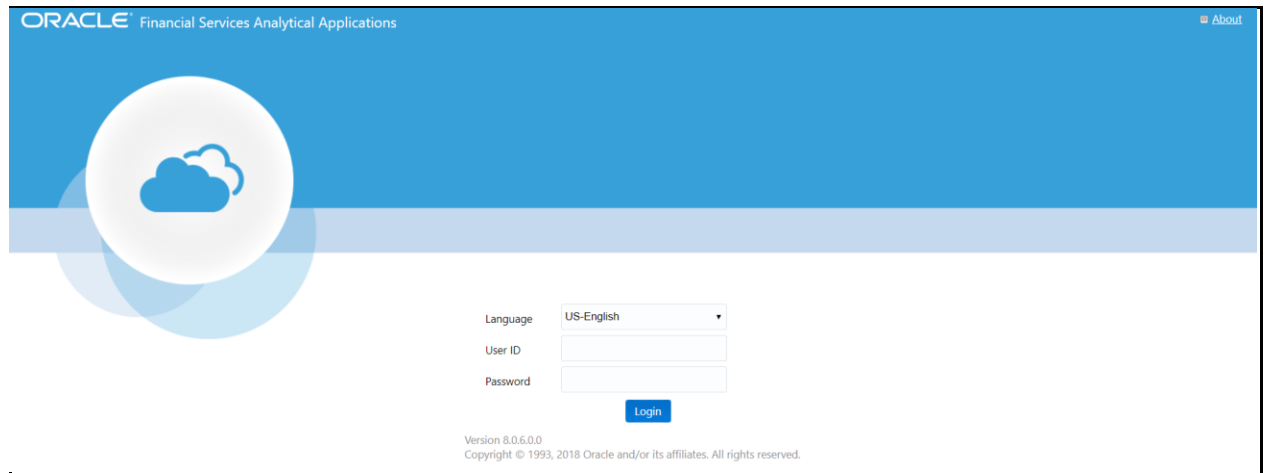 ORACLE® Financial Services Analytical Applications
About
Language US-English
User ID
Password
Login
Version 8.0.6.0.0
Copyright © 1993, 2018 Oracle and/or its affiliates. All rights reserved.